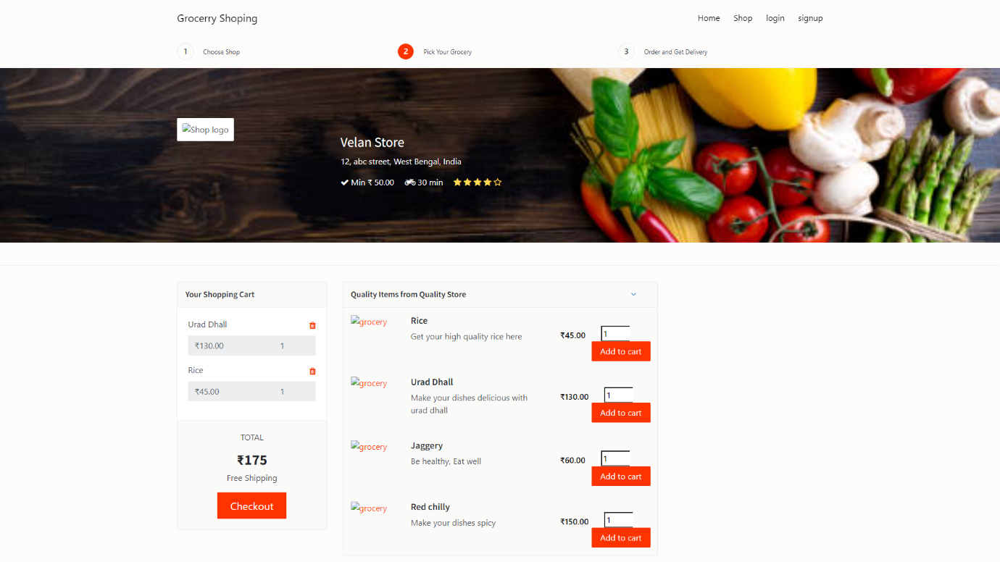 Grocerry Shoping
Home Shop login signup
1 Choose Shop
2 Pick Your Grocery
3 Order and Get Delivery
Shop logo
Velan Store
12, abc street, West Bengal, India
Min ₹ 50.00 30 min
Your Shopping Cart
Urad Dhall
₹130.00 1
Rice
₹45.00 1
TOTAL
₹175
Free Shipping
Checkout
Quality Items from Quality Store
grocery
Rice
Get your high quality rice here
₹45.00
1
Add to cart
grocery
Urad Dhall
Make your dishes delicious with
urad dhall
₹130.00
1
Add to cart
grocery
Jaggery
Be healthy, Eat well
₹60.00
1
Add to cart
grocery
Red chilly
Make your dishes spicy
₹150.00
1
Add to cart